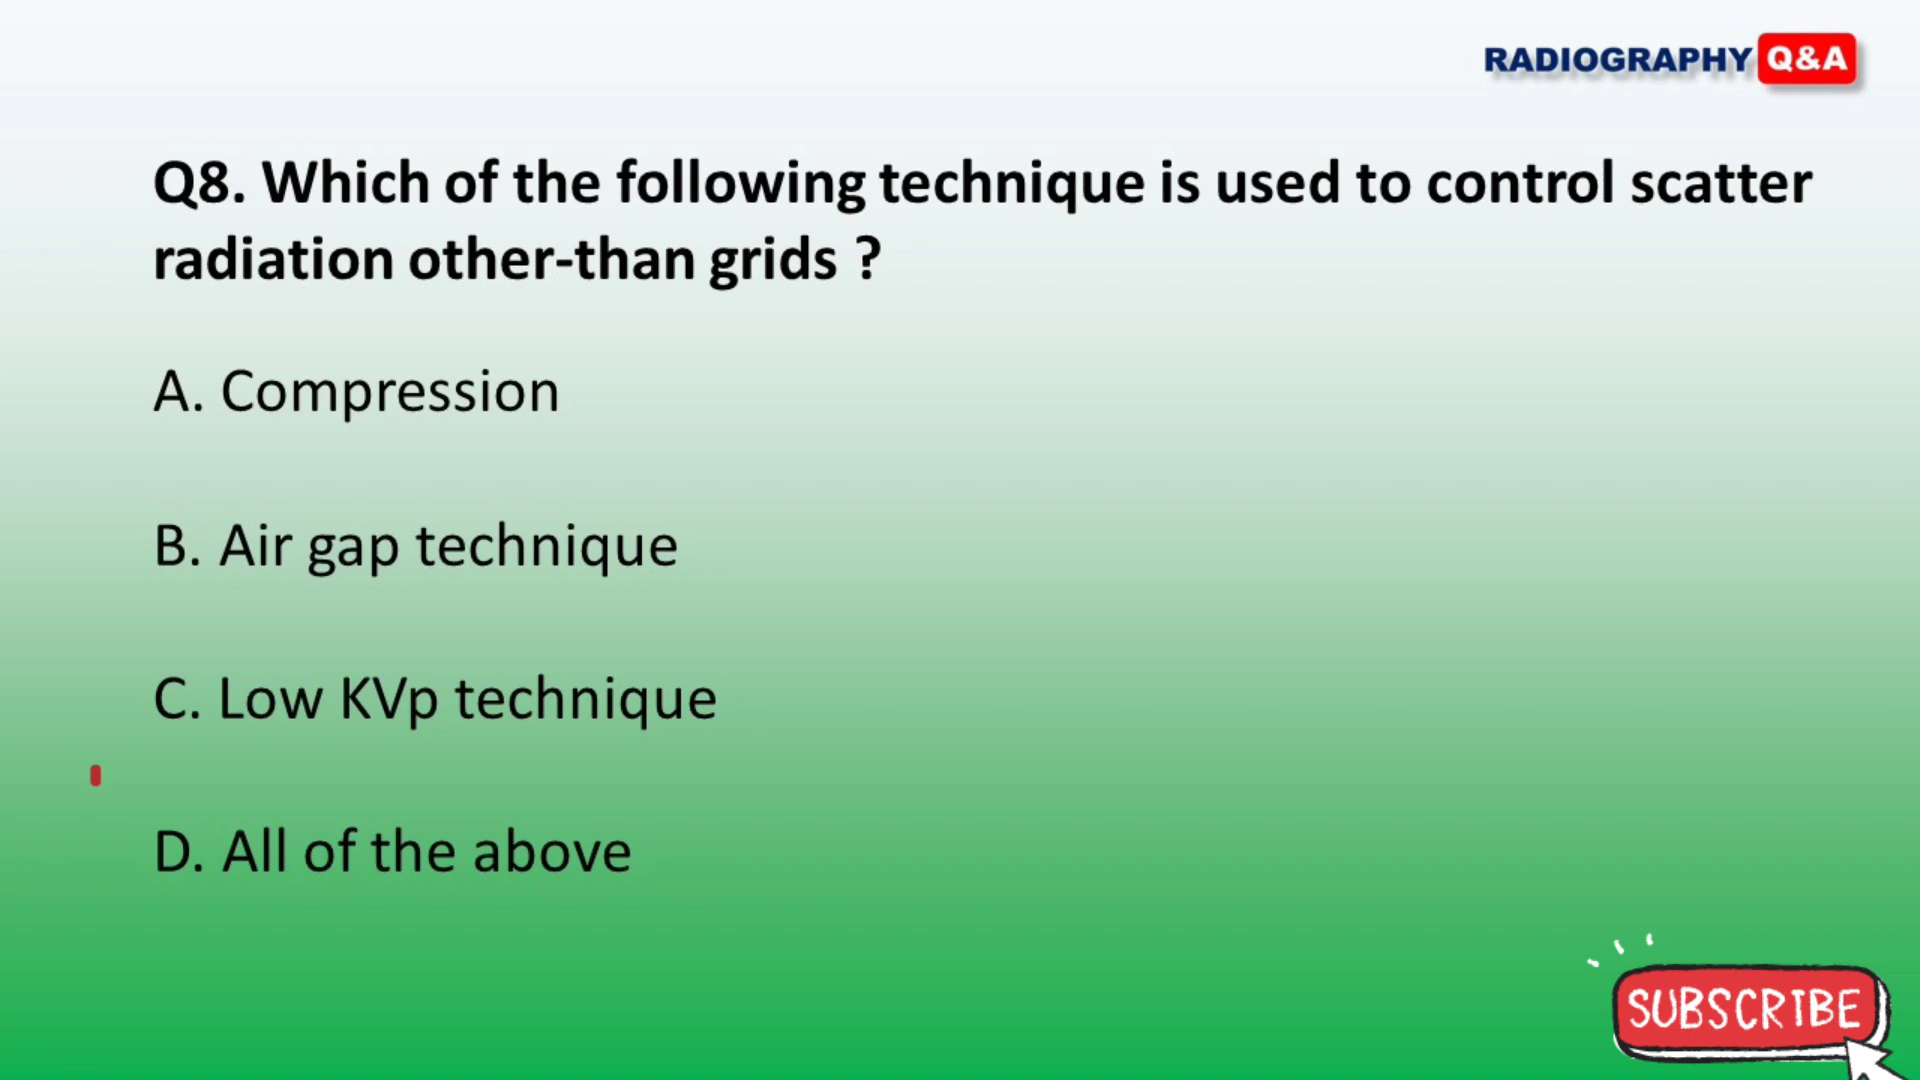 RADIOGRAPHY Q&A
Q8. Which of the following technique is used to control scatter
radiation other-than grids ?
A. Compression
B. Air gap technique
C. Low KVp technique
D. All of the above
SUBSCRIBE